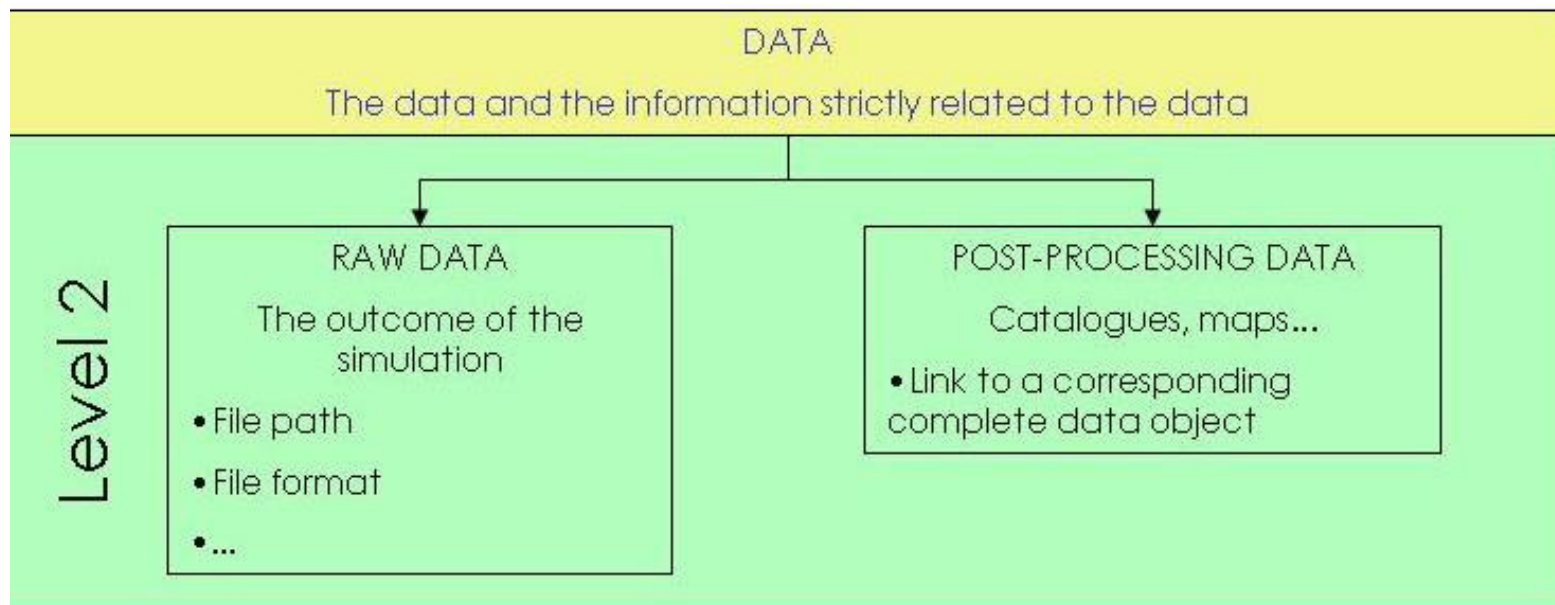 DATA
The data and the information strictly related to the data
Level 2
RAW DATA
The outcome of the
simulation
•File path
•File format
•...
POST-PROCESSING DATA
Catalogues, maps...
•Link to a corresponding
complete data object